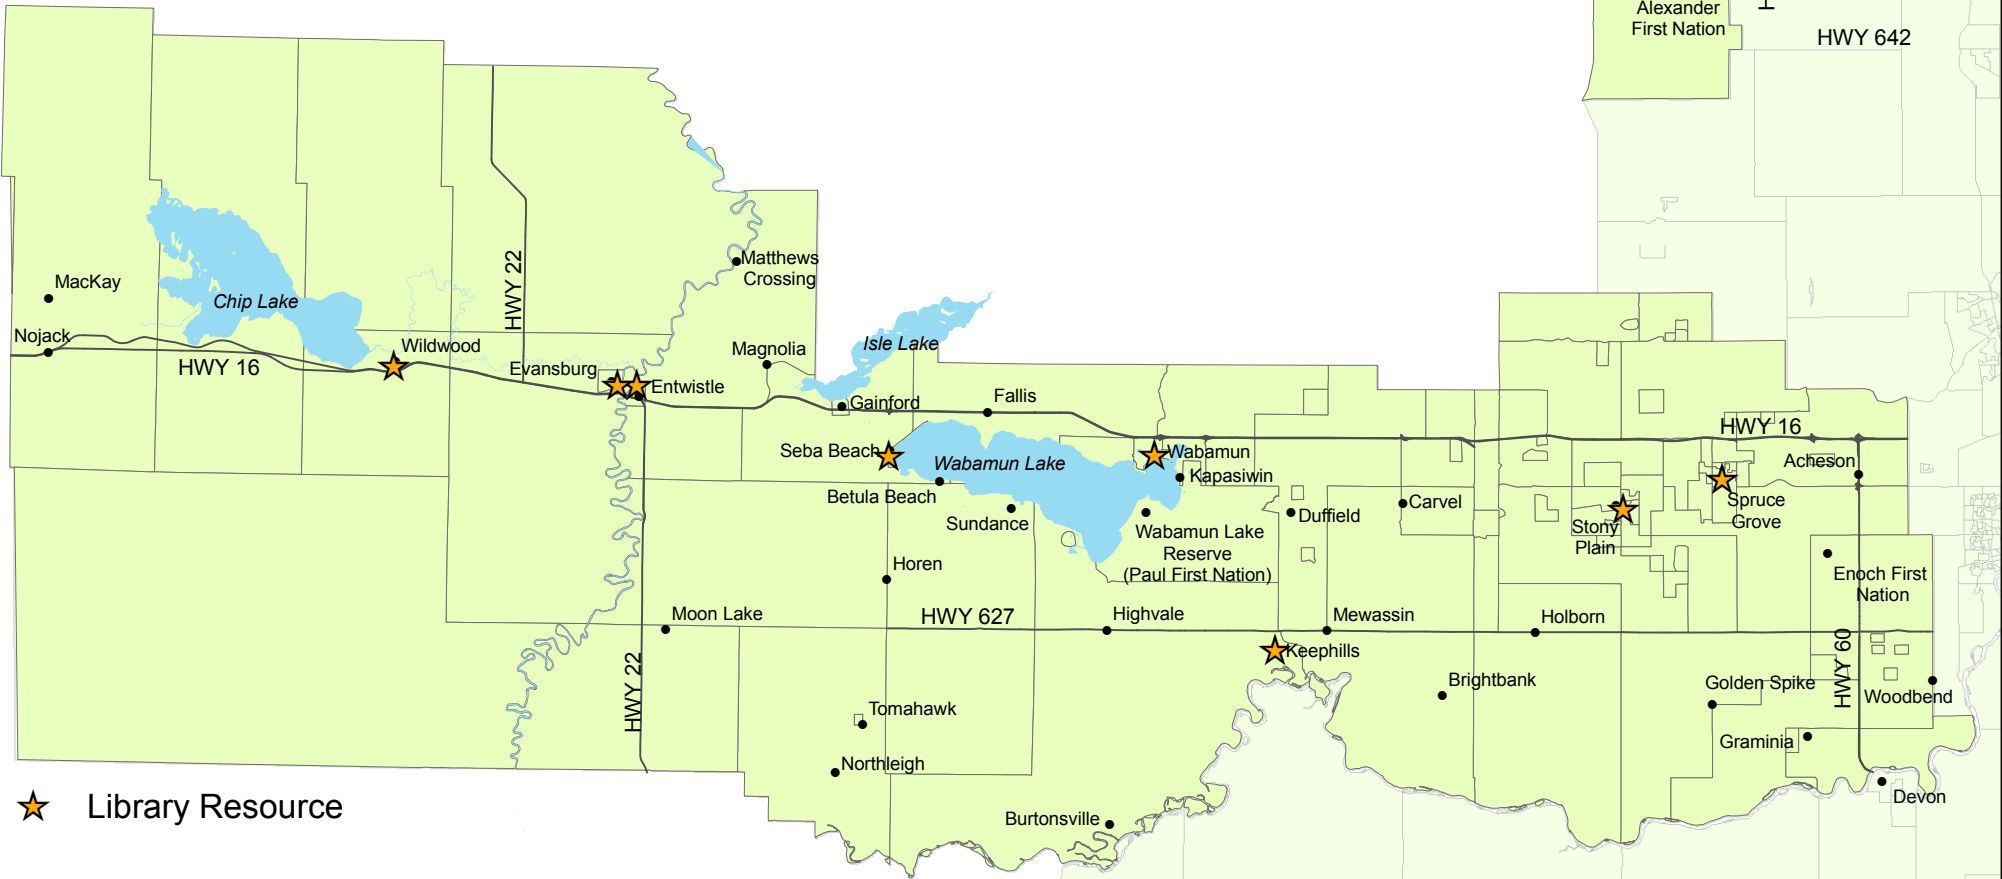 Alexander
First Nation
H
HWY 642
MacKay
Chip Lake
HWY 22
Matthews
Crossing
Nojack
HWY 16
Wildwood
Evansburg
Entwistle
Magnolia
Isle Lake
Gainford
Fallis
HWY 16
Seba Beach
Wabamun Lake
Wabamun
Kapasiwin
Acheson
Betula Beach
Sundance
Wabamun Lake
Reserve
(Paul First Nation)
Duffield
Carvel
Stony
Plain
Spruce
Grove
Horen
Enoch First
Nation
Moon Lake
HWY 627
Highvale
Mewassin
Holborn
HWY 22
Keephills
HWY 60
Tomahawk
Brightbank
Golden Spike
Woodbend
Northleigh
Graminia
Burtonsville
Devon
Library Resource